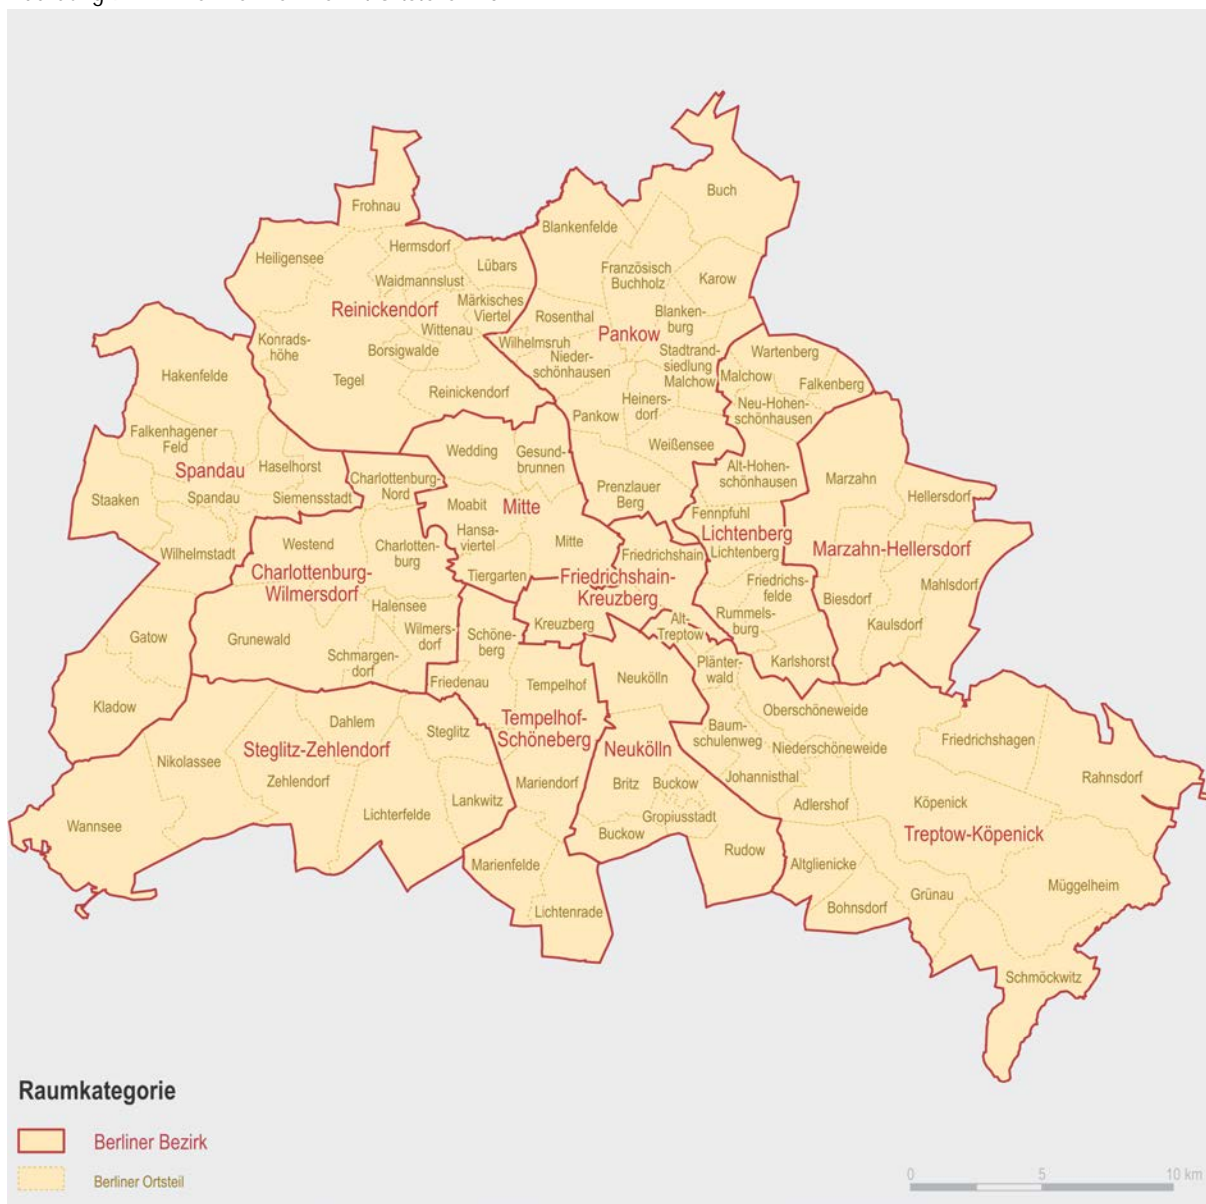 Buch
Frohnau
Blankenfelde
Hermsdorf
Heiligensee
Lübars
Französisch
Buchholz
Karow
Waidmannslust
Reinickendorf
Märkisches
Viertel
Rosenthal
Blanken-
burg
Wittenau
Pankow
Konrads-
höhe
Borsigwalde
Wilhelmsruh
Nieder-
schönhausen
Stadtrand-
siedlung
Malchow
Wartenberg
Malchow
Falkenberg
Hakenfelde
Tegel
Reinickendorf
Heiners-
dorf
Neu-Hohen-
schönhausen
Pankow
Weißensee
Falkenhagener
Feld
Wedding
Gesund-
brunnen
Spandau
Haselhorst
Charlottenburg-
Nord
Alt-Hohen-
schönhausen
Marzahn
Hellersdorf
Staaken
Spandau
Siemensstadt
Moabit
Mitte
Prenzlauer
Berg
Fennpfuhl
Lichtenberg
Lichtenberg
Wilhelmstadt
Westend
Charlotten-
burg
Hansa-
viertel
Mitte
Friedrichshain
Marzahn-Hellersdorf
Charlottenburg-
Wilmersdorf
Tiergarten
Friedrichshain-
Kreuzberg
Friedrichs-
felde
Biesdorf
Mahlsdorf
Halensee
Kreuzberg
Alt-
Treptow
Rummels-
burg
Kaulsdorf
Gatow
Grunewald
Wilmers-
dorf
Schöne-
berg
Schmargen-
dorf
Karlshorst
Friedenau
Tempelhof
Neukölln
Plänter-
wald
Kladow
Dahlem
Steglitz
Tempelhof-
Schöneberg
Oberschöneweide
Baum-
schulenweg
Niederschöneweide
Friedrichshagen
Steglitz-Zehlendorf
Neukölln
Nikolassee
Zehlendorf
Mariendorf
Britz
Buckow
Johannisthal
Rahnsdorf
Lankwitz
Lichterfelde
Adlershof
Köpenick
Wannsee
Gropiusstadt
Buckow
Treptow-Köpenick
Rudow
Marienfelde
Altglienicke
Müggelheim
Grünau
Lichtenrade
Bohnsdorf
Schmöckwitz
Raumkategorie
Berliner Bezirk
Berliner Ortsteil
0 5 10 km